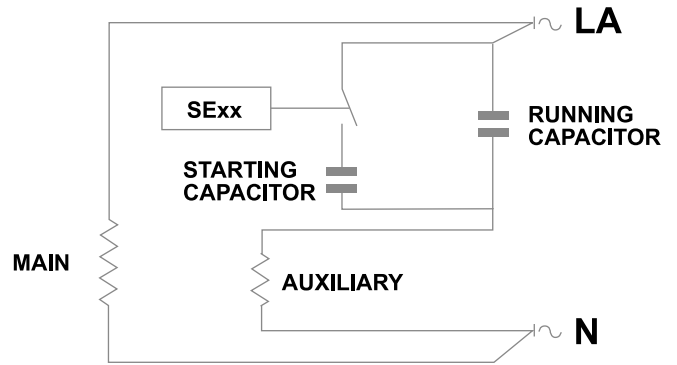 LA
SExx
RUNNING
CAPACITOR
STARTING
CAPACITOR
MAIN
AUXILIARY
N